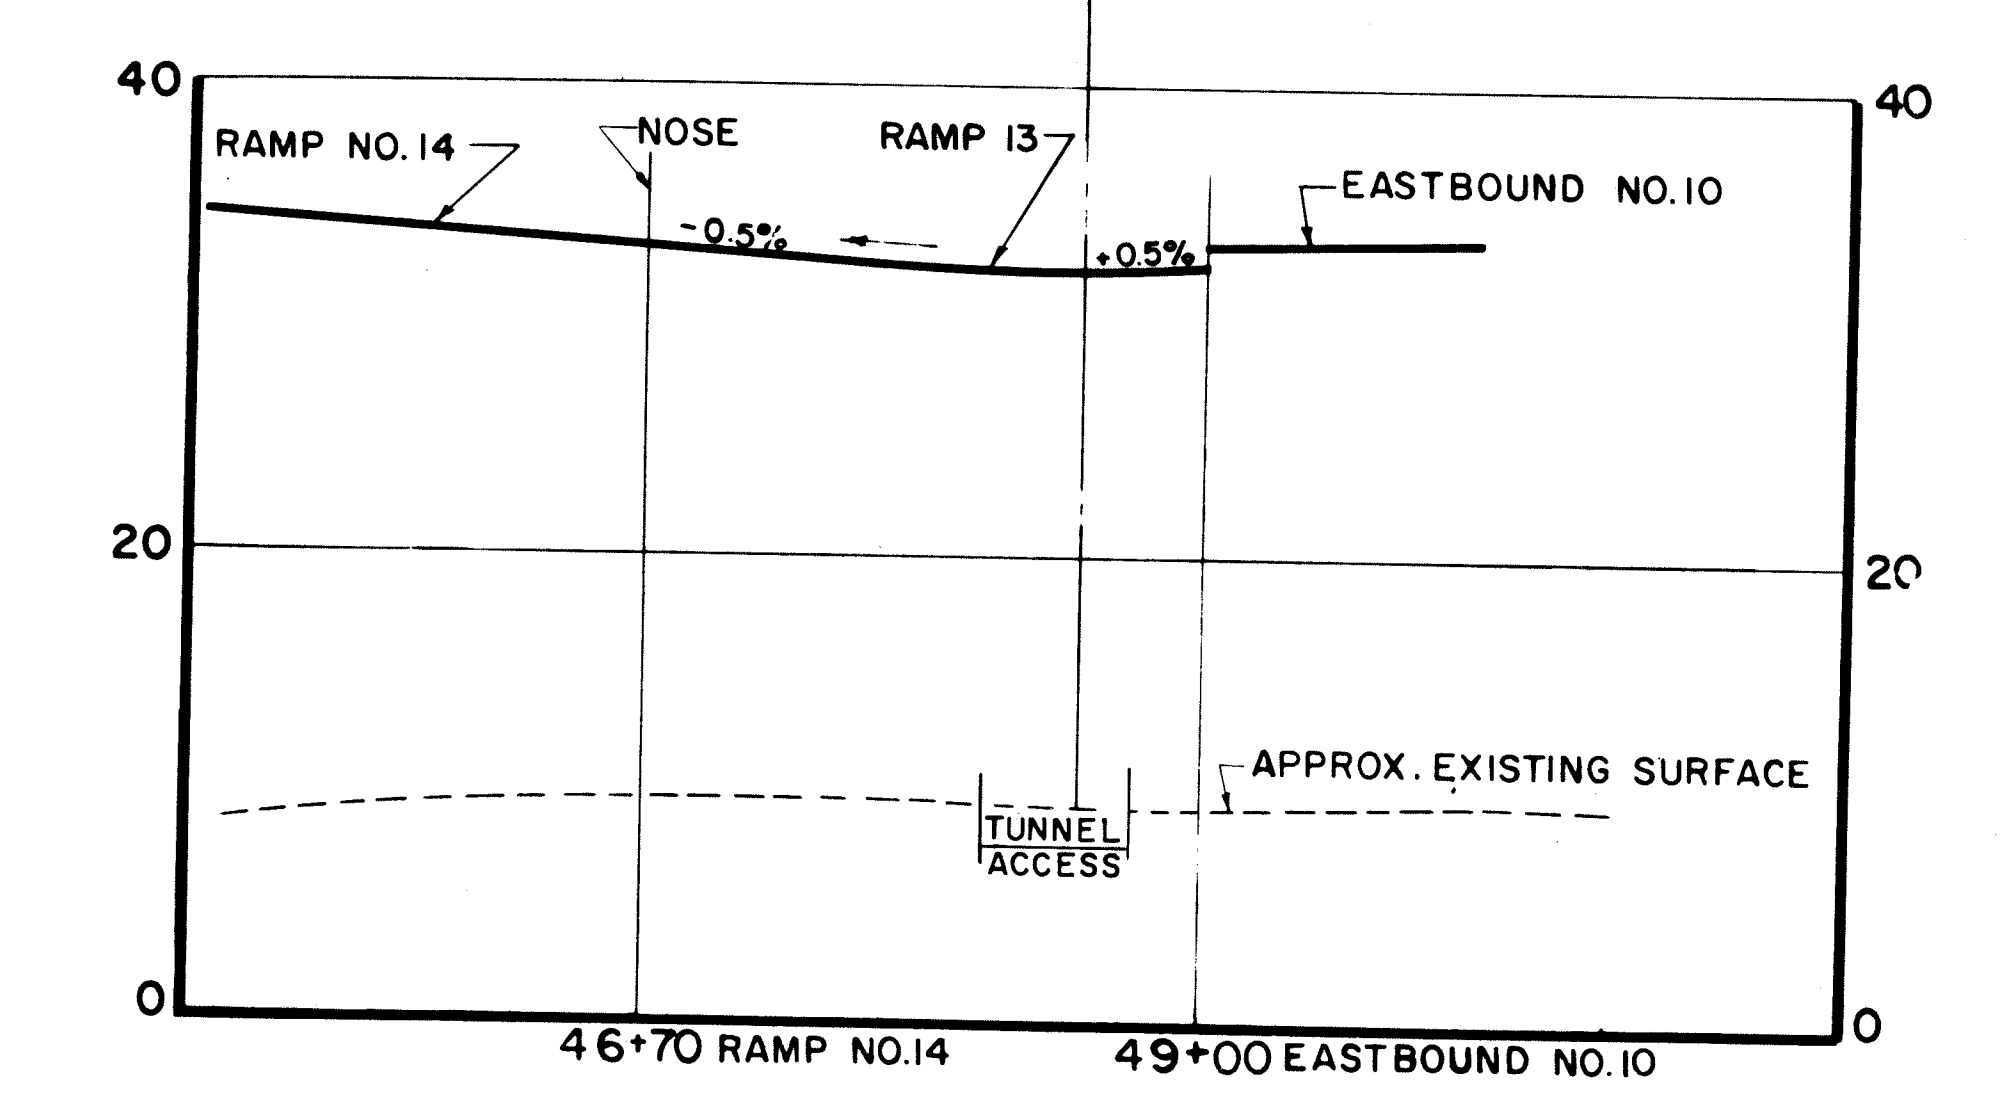 40
40
RAMP NO. 14
NOSE
RAMP 13
EASTBOUND NO. 10
-0.5%
+0.5%
20
20
APPROX. EXISTING SURFACE
TUNNEL
ACCESS
0
0
46+70 RAMP NO. 14
49+00 EASTBOUND NO. 10